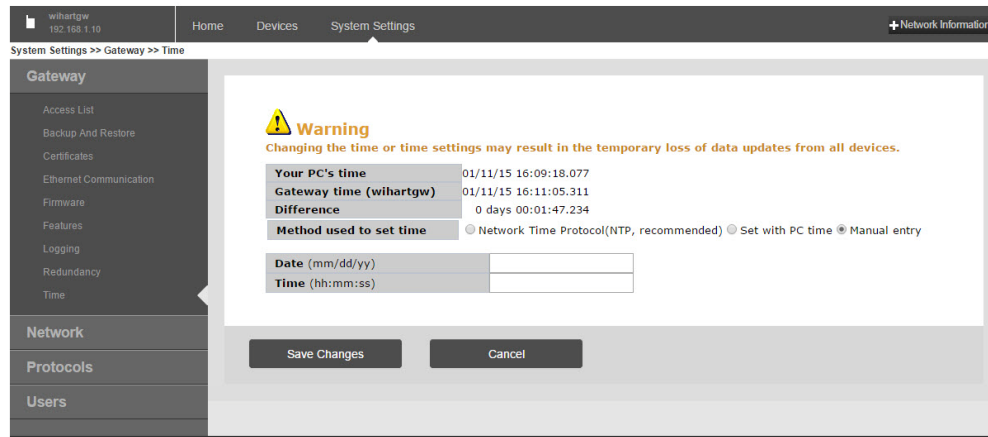 wihartgw
192.168.1.10
Home Devices System Settings
+Network Information
System Settings >> Gateway >> Time
Gateway
Access List
Backup And Restore
Certificates
Ethernet Communication
Firmware
Features
Logging
Redundancy
Time
Network
Protocols
Users
Warning
Changing the time or time settings may result in the temporary loss of data updates from all devices.
Your PC's time 01/11/15 16:09:18.077
Gateway time (wihartgw) 01/11/15 16:11:05.311
Difference 0 days 00:01:47.234
Method used to set time Network Time Protocol(NTP, recommended) Set with PC time Manual entry
Date (mm/dd/yy)
Time (hh:mm:ss)
Save Changes Cancel